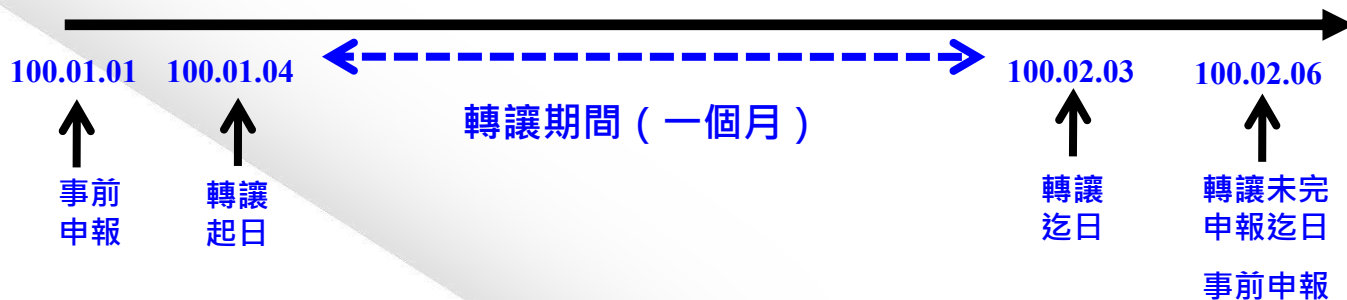 100.01.01
100.01.04
100.02.03
100.02.06
轉讓期間（一個月）
事前
申報
轉讓
起日
轉讓
迄日
轉讓未完
申報迄日
事前申報